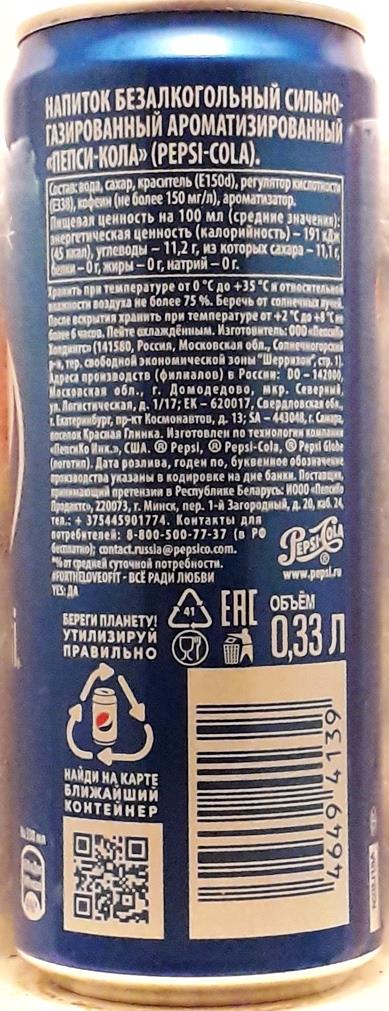 НАПИТОК БЕЗАЛКОГОЛЬНЫЙ СИЛЬНО-
ГАЗИРОВАННЫЙ АРОМАТИЗИРОВАННЫЙ
«ПЕПСИ-КОЛА» (PEPSI-COLA).
Состав: вода, сахар, краситель (E150d), регулятор кислотности
(E338), кофеин (не более 150 мг/л), ароматизатор.
Пищевая ценность на 100 мл (средние значения):
энергетическая ценность (калорийность) – 191 кДж
(45 ккал), углеводы – 11,2 г, из которых сахара – 11,1 г,
белки – 0 г, жиры – 0 г, натрий – 0 г.
Хранить при температуре от 0 °C до +35 °C и относительной
влажности воздуха не более 75 %. Беречь от солнечных лучей.
После вскрытия хранить при температуре от +2 °C до +8 °C не
более 6 часов. Пейте охлаждённым. Изготовитель: ООО «ПепсиКо
Холдингс» (141580, Россия, Московская обл., Солнечногорский
р-н, тер. свободной экономической зоны "Шерризон", стр. 1).
Адреса производств (филиалов) в России: DO – 142000,
Московская обл., г. Домодедово, мкр. Северный,
ул. Логистическая, д. 1/17; EK – 620017, Свердловская обл.,
г. Екатеринбург, пр-кт Космонавтов, д. 13; SA – 443048, г. Самара,
поселок Красная Глинка. Изготовлен по технологии компании
«ПепсиКо Инк.», США. ® Pepsi, ® Pepsi-Cola, ® Pepsi Globe
(логотип). Дата розлива, годен по, буквенное обозначение
производства указаны в кодировке на дне банки. Поставщик,
принимающий претензии в Республике Беларусь: ИООО «ПепсиКо
Продактс», 220073, г. Минск, пер. 1-й Загородный, д. 20, каб. 24,
тел.: + 375445901774. Контакты для
потребителей: 8-800-500-77-37 (в РФ
бесплатно); contact.russia@pepsico.com.
*% от средней суточной потребности.
#FORTHELOVEOFIT - ВСЁ РАДИ ЛЮБВИ
YES: ДА
PEPSI-COLA
®
www.pepsi.ru
БЕРЕГИ ПЛАНЕТУ!
УТИЛИЗИРУЙ
ПРАВИЛЬНО
41
EAC
ОБЪЁМ
0,33 Л
НАЙДИ НА КАРТЕ
БЛИЖАЙШИЙ
КОНТЕЙНЕР
4649 4139